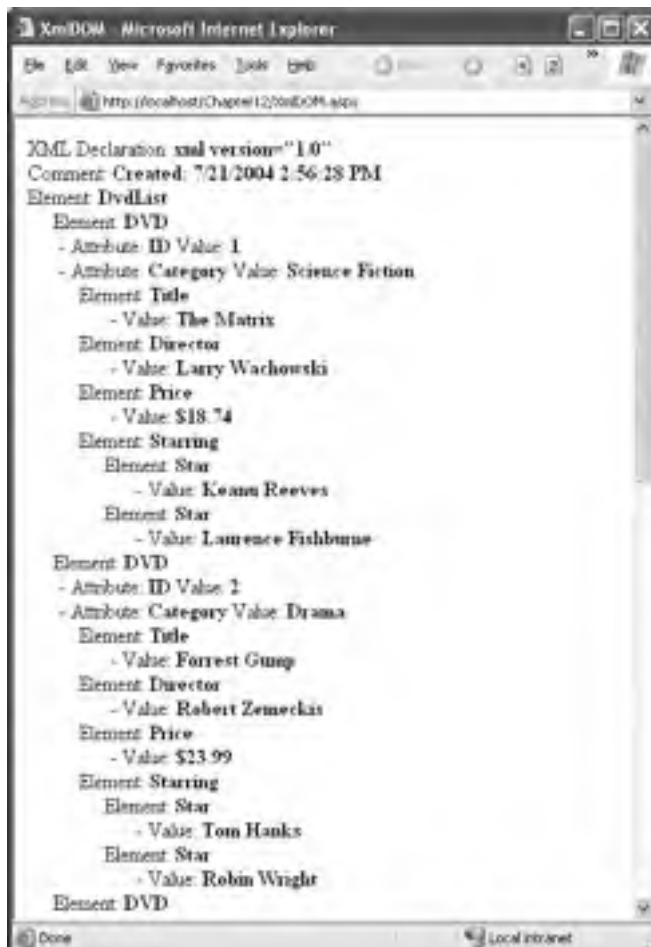 XmlDOM - Microsoft Internet Explorer
File Edit View Favorites Tools Help
Address http://localhost/Chapter12/XmlDOM.aspx
XML Declaration: xml version="1.0"
Comment: Created: 7/21/2004 2:56:28 PM
Element: DvdList
Element: DVD
- Attribute: ID Value: 1
- Attribute: Category Value: Science Fiction
Element: Title
- Value: The Matrix
Element: Director
- Value: Larry Wachowski
Element: Price
- Value: $18.74
Element: Starring
Element: Star
- Value: Keanu Reeves
Element: Star
- Value: Laurence Fishburne
Element: DVD
- Attribute: ID Value: 2
- Attribute: Category Value: Drama
Element: Title
- Value: Forrest Gump
Element: Director
- Value: Robert Zemeckis
Element: Price
- Value: $23.99
Element: Starring
Element: Star
- Value: Tom Hanks
Element: Star
- Value: Robin Wright
Element: DVD
Done Local intranet